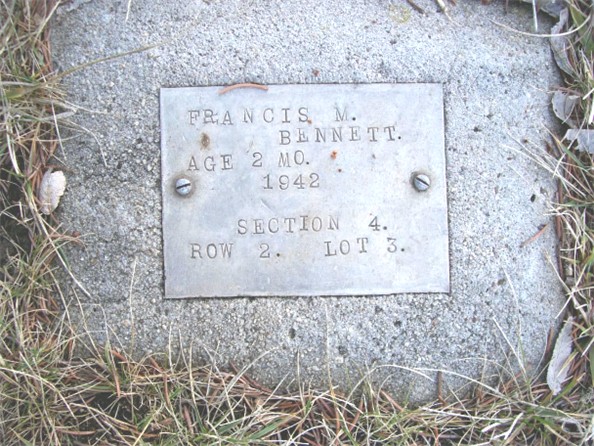 FRANCIS M.
BENNETT.
AGE 2 MO.
1942
SECTION 4.
ROW 2. LOT 3.